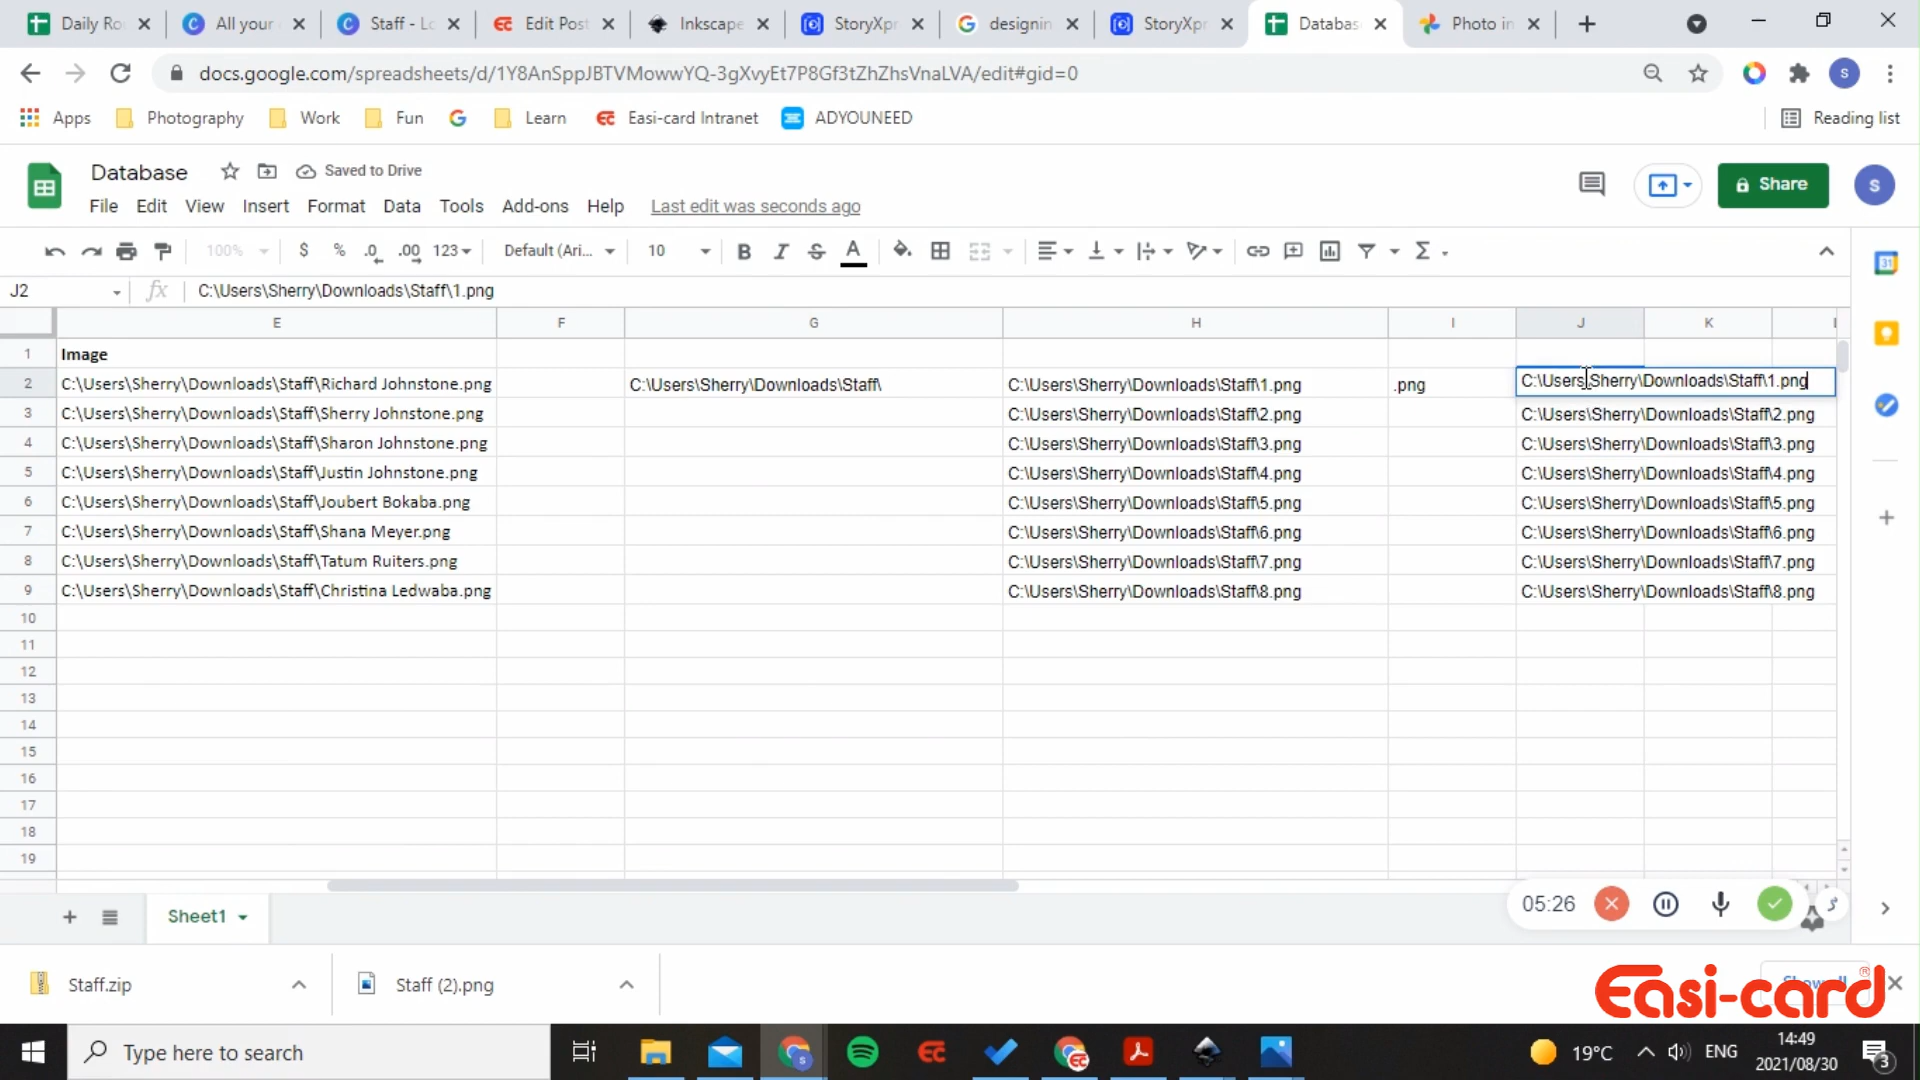 Daily Ro
All your
Staff - Lo
Edit Post
Inkscape
StoryXpr
designin
StoryXpr
Databas
Photo in
docs.google.com/spreadsheets/d/1Y8AnSppJBTVMowwYQ-3gXvyEt7P8Gf3tZhZhsVnaLVA/edit#gid=0
Apps Photography Work Fun Learn Easi-card Intranet ADYOUNEED Reading list
Database Saved to Drive
Share
File Edit View Insert Format Data Tools Add-ons Help Last edit was seconds ago
100% $ % .0 .00 123 Default (Ari... 10 B I S A
J2 fx C:\Users\Sherry\Downloads\Staff\1.png
E F G H I J K
1 Image
2 C:\Users\Sherry\Downloads\Staff\Richard Johnstone.png C:\Users\Sherry\Downloads\Staff\ C:\Users\Sherry\Downloads\Staff\1.png .png C:\Users\Sherry\Downloads\Staff\1.png
3 C:\Users\Sherry\Downloads\Staff\Sherry Johnstone.png C:\Users\Sherry\Downloads\Staff\2.png C:\Users\Sherry\Downloads\Staff\2.png
4 C:\Users\Sherry\Downloads\Staff\Sharon Johnstone.png C:\Users\Sherry\Downloads\Staff\3.png C:\Users\Sherry\Downloads\Staff\3.png
5 C:\Users\Sherry\Downloads\Staff\Justin Johnstone.png C:\Users\Sherry\Downloads\Staff\4.png C:\Users\Sherry\Downloads\Staff\4.png
6 C:\Users\Sherry\Downloads\Staff\Joubert Bokaba.png C:\Users\Sherry\Downloads\Staff\5.png C:\Users\Sherry\Downloads\Staff\5.png
7 C:\Users\Sherry\Downloads\Staff\Shana Meyer.png C:\Users\Sherry\Downloads\Staff\6.png C:\Users\Sherry\Downloads\Staff\6.png
8 C:\Users\Sherry\Downloads\Staff\Tatum Ruiters.png C:\Users\Sherry\Downloads\Staff\7.png C:\Users\Sherry\Downloads\Staff\7.png
9 C:\Users\Sherry\Downloads\Staff\Christina Ledwaba.png C:\Users\Sherry\Downloads\Staff\8.png C:\Users\Sherry\Downloads\Staff\8.png
10
11
12
13
14
15
16
17
18
19
05:26
Sheet1
Staff.zip Staff (2).png
Easi-card®
Type here to search
19°C ENG 14:49
2021/08/30
3